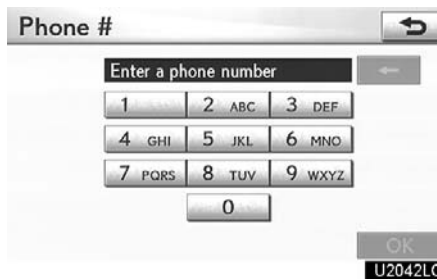 Phone #
Enter a phone number
1
2 ABC
3 DEF
4 GHI
5 JKL
6 MNO
7 PQRS
8 TUV
9 WXYZ
0
OK
U2042LC